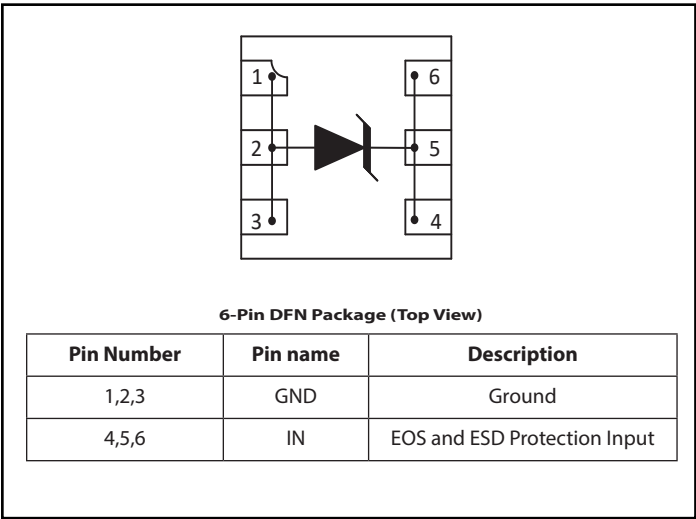 1 6
2 5
3 4
6-Pin DFN Package (Top View)
Pin Number Pin name Description
1,2,3 GND Ground
4,5,6 IN EOS and ESD Protection Input